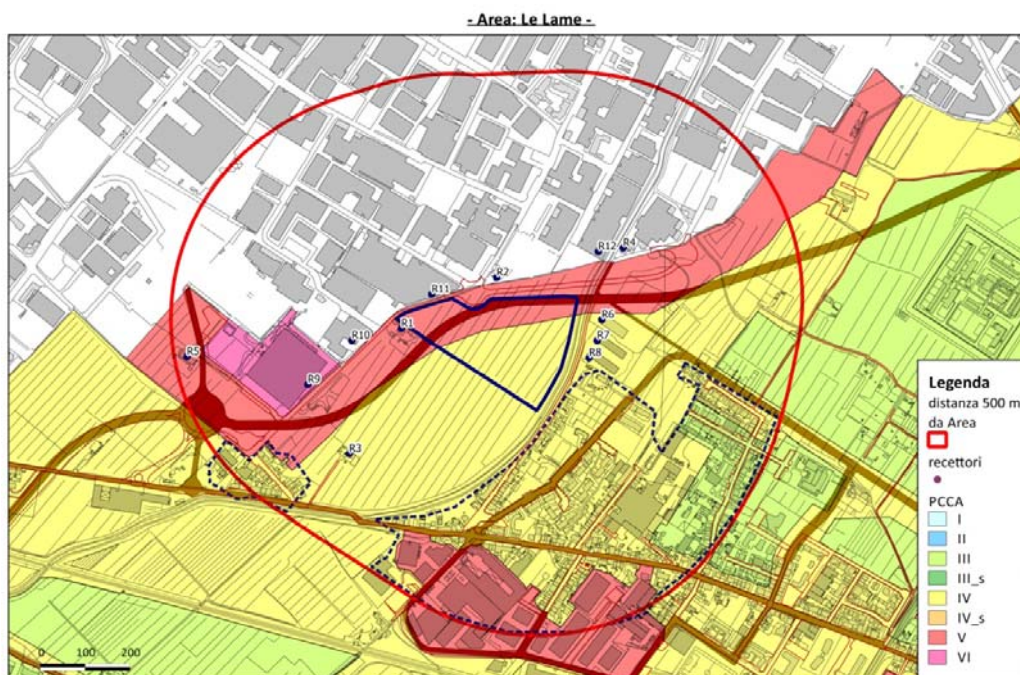 - Area: Le Lame -
R12
R4
R2
R11
R6
R1
R7
R10
R8
R5
R9
R3
Legenda
distanza 500 m
da Area
recettori
PCCA
I
II
III
III_s
IV
IV_s
V
VI
0 100 200